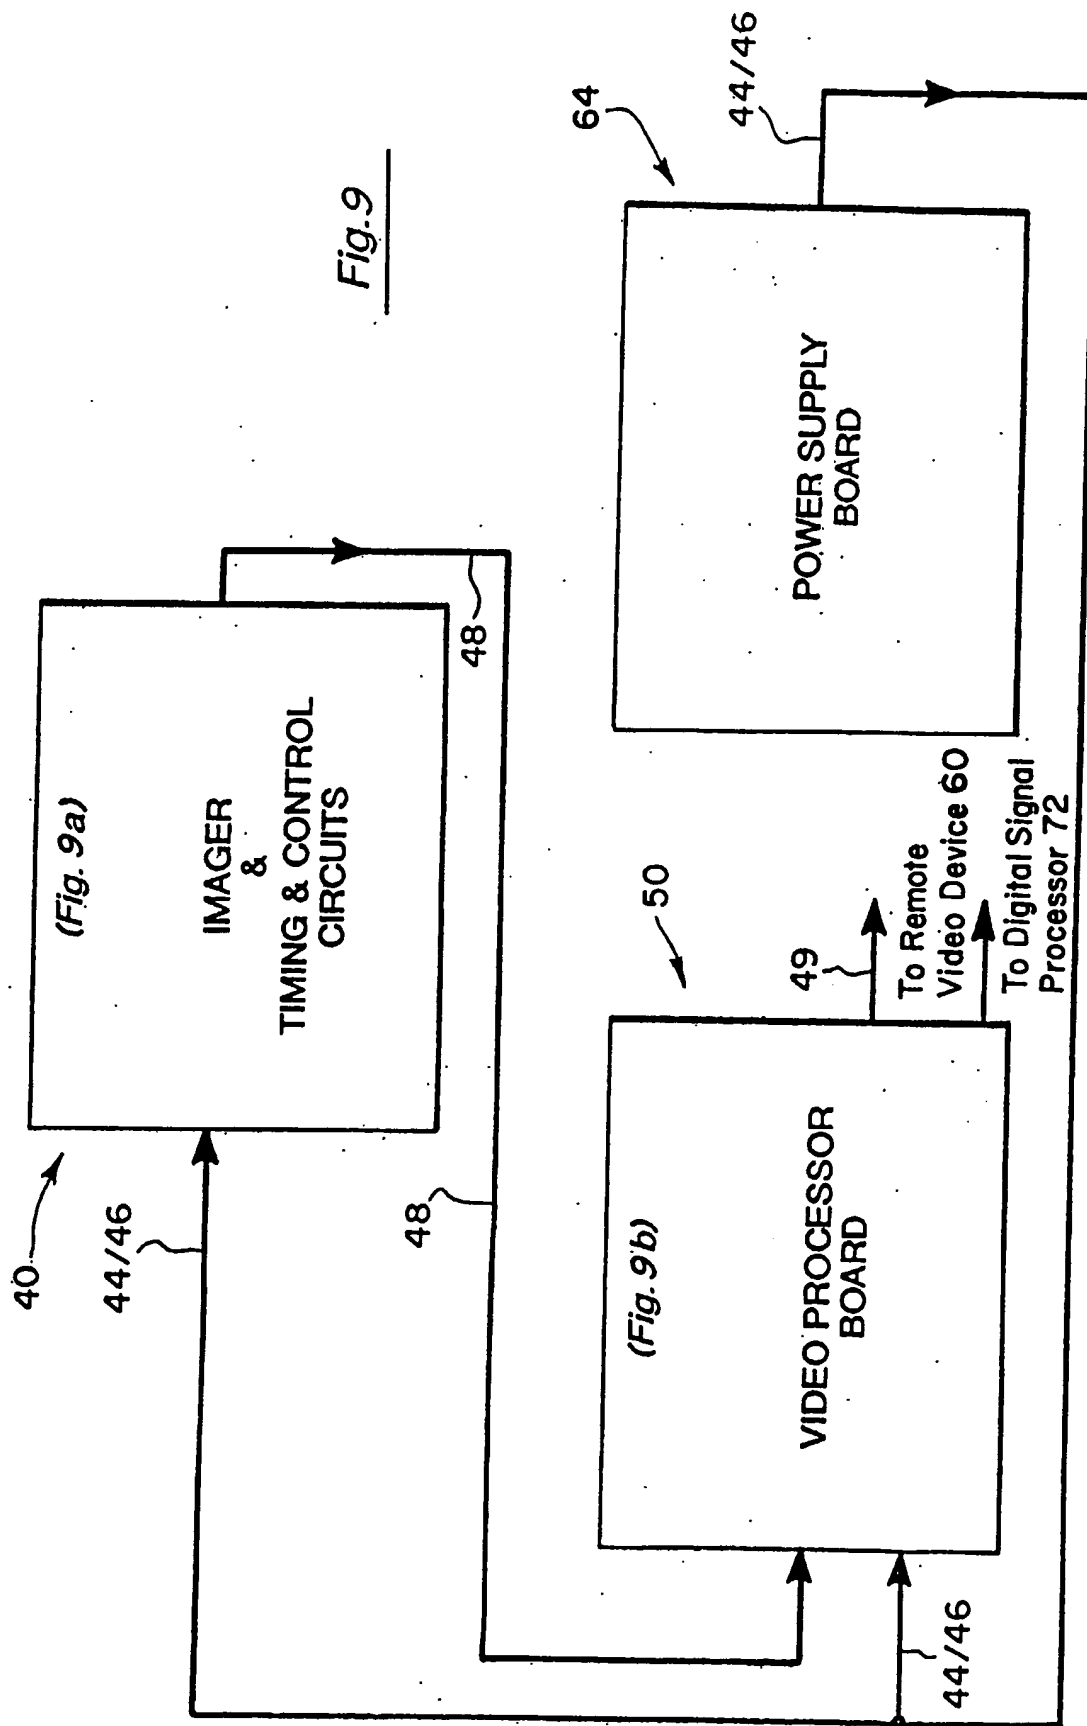 Fig. 9
40
(Fig. 9a)
IMAGER
&
TIMING & CONTROL
CIRCUITS
44/46
48
48
50
(Fig. 9b)
VIDEO PROCESSOR
BOARD
44/46
49
To Remote
Video Device 60
To Digital Signal
Processor 72
64
POWER SUPPLY
BOARD
44/46